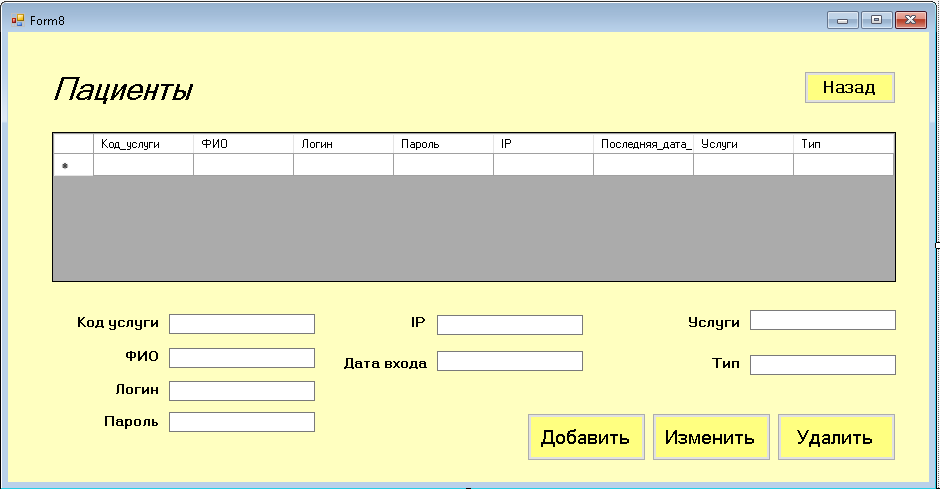 Form8
Пациенты
Назад
Код_услуги ФИО Логин Пароль IP Последняя_дата_ Услуги Тип
*
Код услуги IP Услуги
ФИО Дата входа Тип
Логин
Пароль
Добавить Изменить Удалить